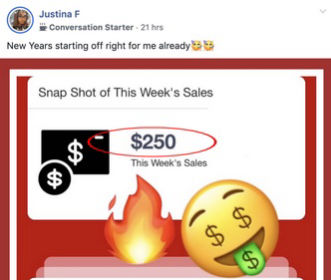 Justina F
Conversation Starter · 21 hrs
New Years starting off right for me already
Snap Shot of This Week's Sales
$250
This Week's Sales